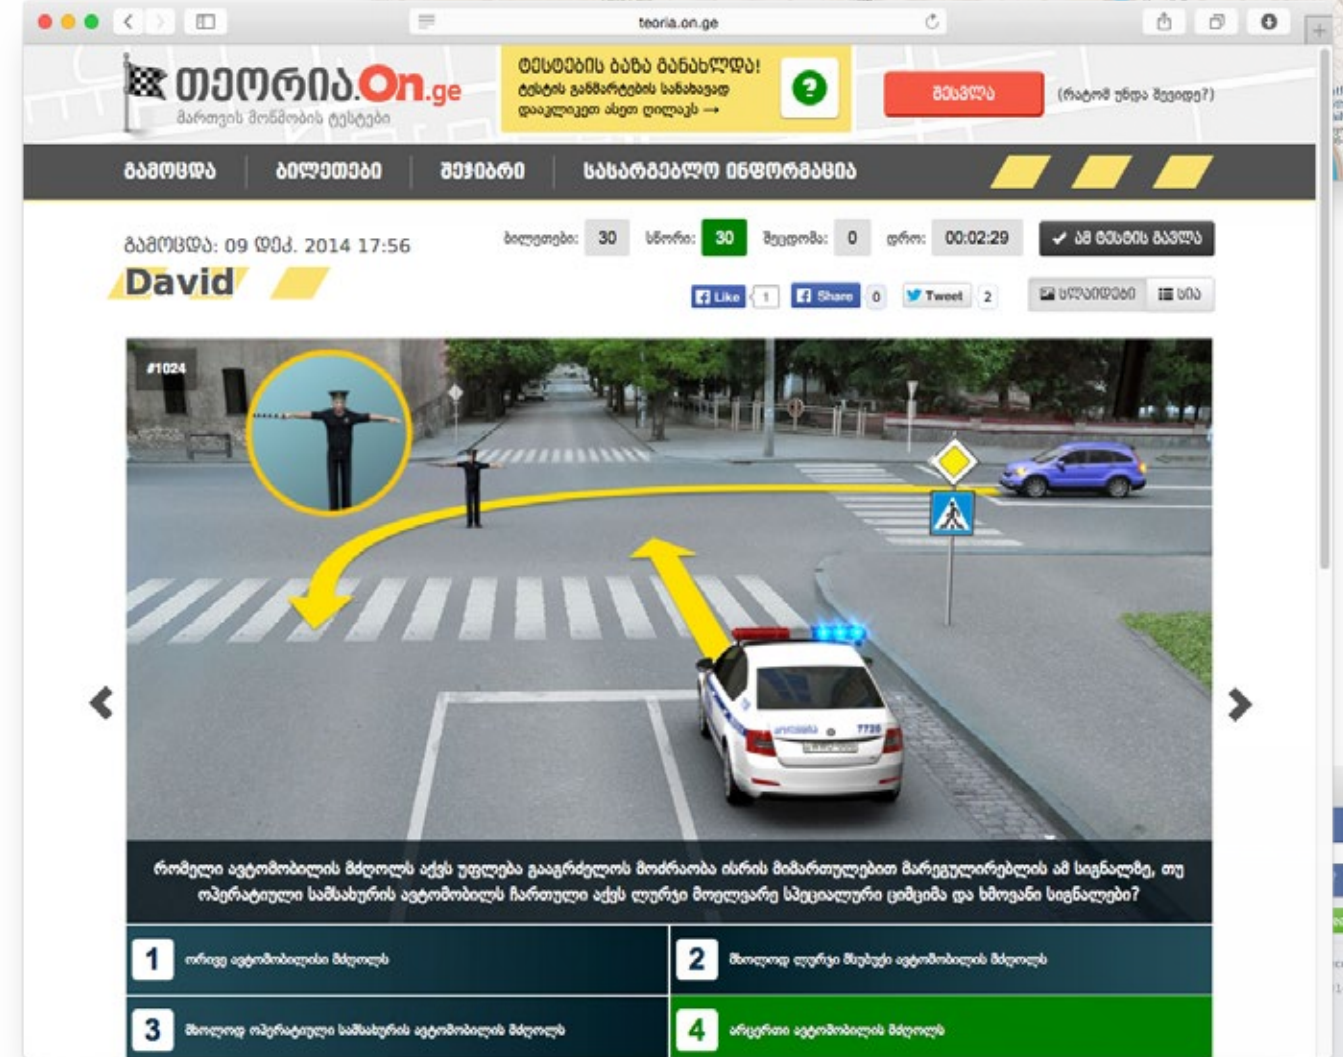 teoria.on.ge
თეორია.On.ge
მართვის მოწმობის ტესტები
ტესტების ბაზა განახლდა!
ტესტის განმარტების სანახავად
დააკლიკეთ ასეთ ღილაკს →
?
შესვლა
(რატომ უნდა შევიდე?)
გამოცდა
ბილეთები
შეჯიბრი
სასარგებლო ინფორმაცია
გამოცდა: 09 დეკ. 2014 17:56
David
ბილეთები: 30 სწორი: 30 შეცდომა: 0 დრო: 00:02:29
ამ ტესტის გავლა
Like 1 Share 0 Tweet 2
სლაიდები სია
#1024
7728
რომელი ავტომობილის მძღოლს აქვს უფლება გააგრძელოს მოძრაობა ისრის მიმართულებით მარეგულირებლის ამ სიგნალზე, თუ
ოპერატიული სამსახურის ავტომობილს ჩართული აქვს ლურჯი მოელვარე სპეციალური ციმციმა და ხმოვანი სიგნალები?
1 ორივე ავტომობილისი მძღოლს
2 მხოლოდ ლურჯი მსუბუქი ავტომობილის მძღოლს
3 მხოლოდ ოპერატიული სამსახურის ავტომობილის მძღოლს
4 არცერთი ავტომობილის მძღოლს